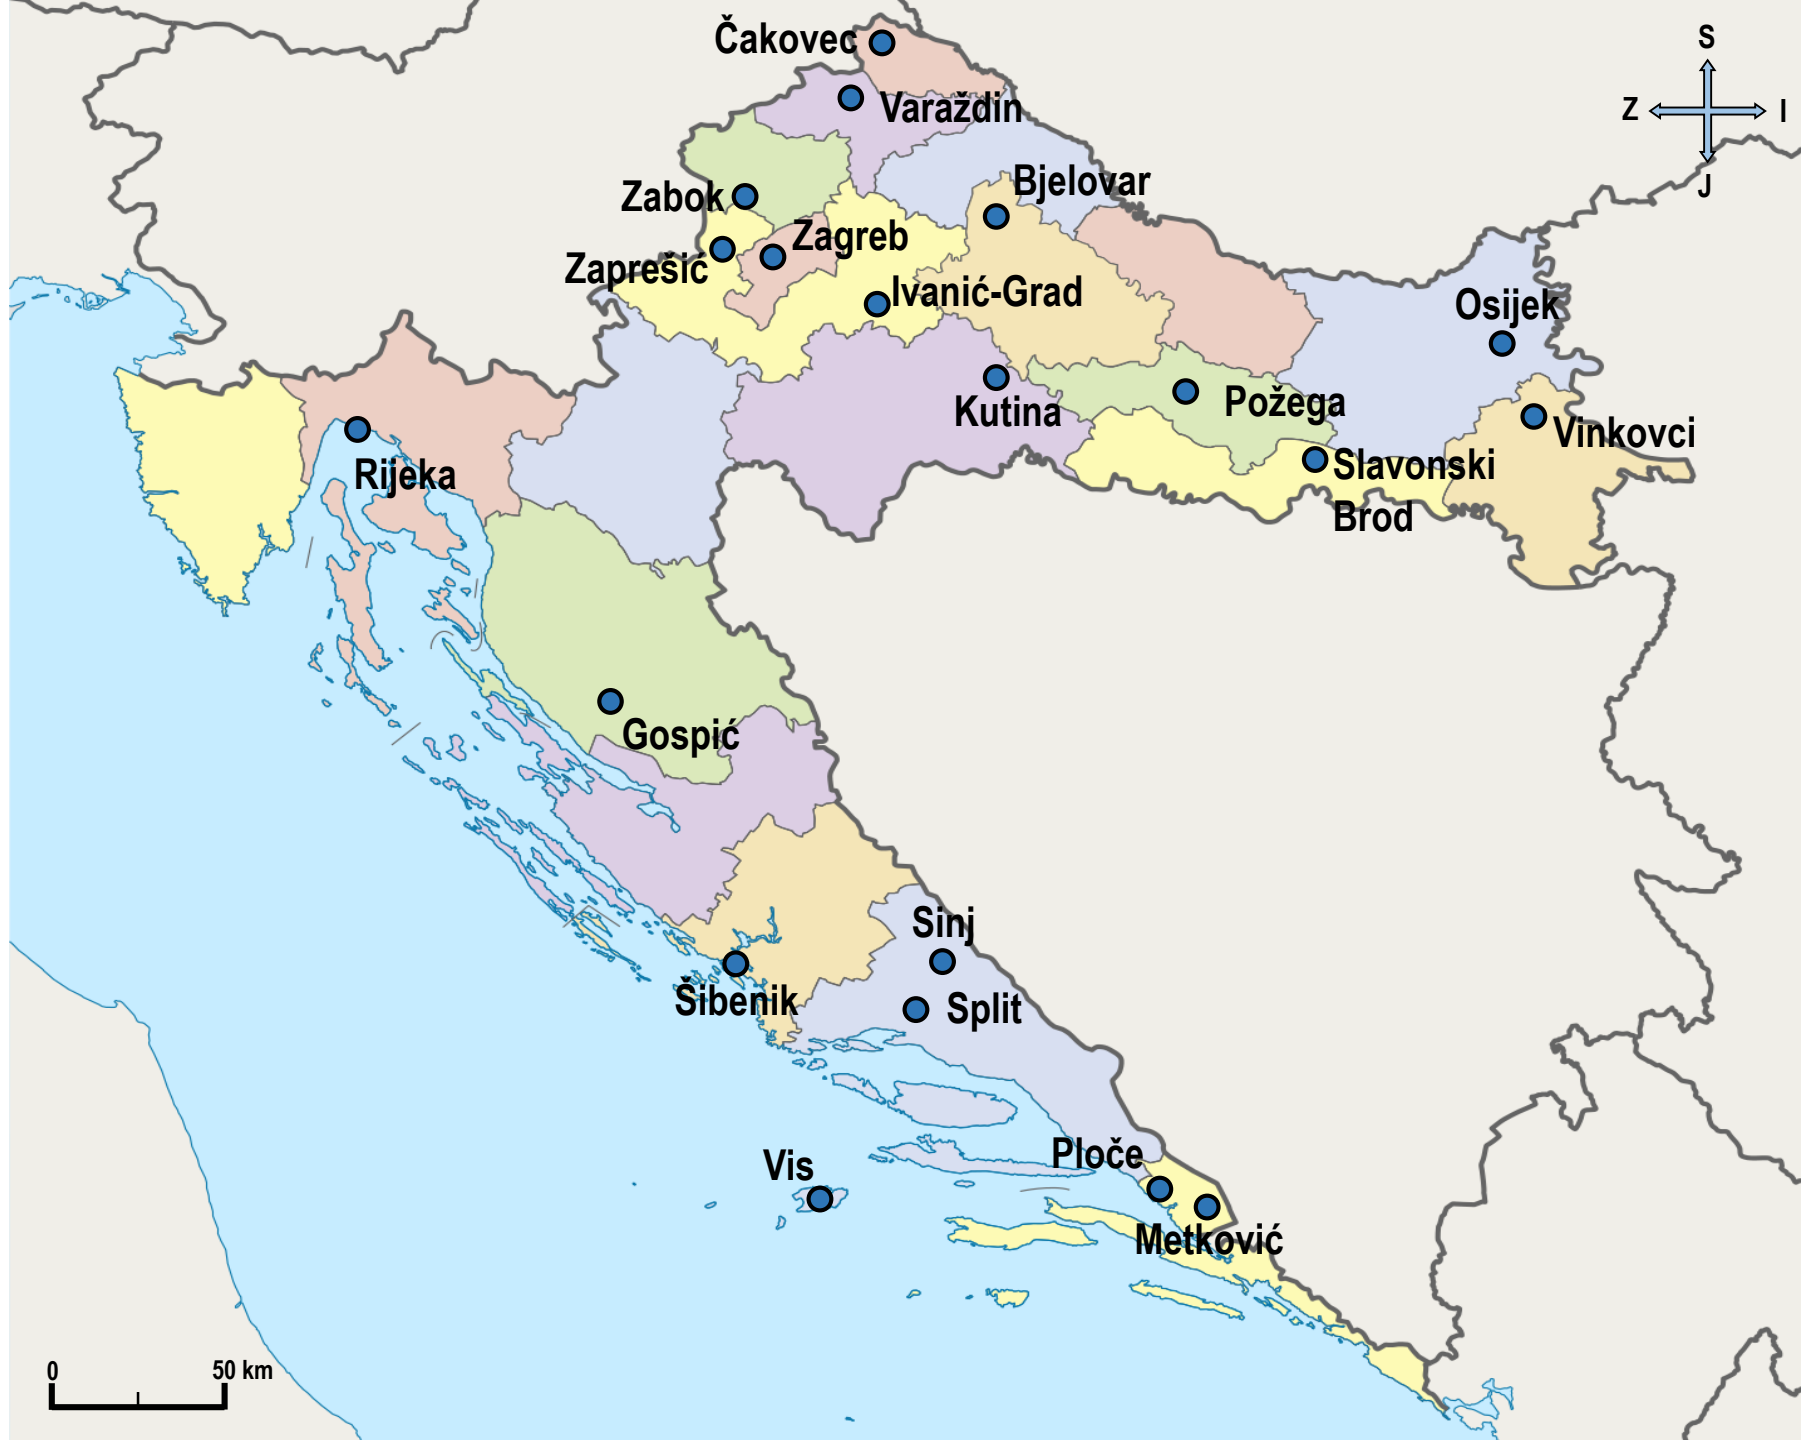 Čakovec
S
Varaždin
Z
I
Bjelovar
J
Zabok
Zagreb
Zaprešić
Ivanić-Grad
Osijek
Kutina
Požega
Vinkovci
Rijeka
Slavonski
Brod
Gospić
Sinj
Šibenik
Split
Ploče
Vis
Metković
0
50 km